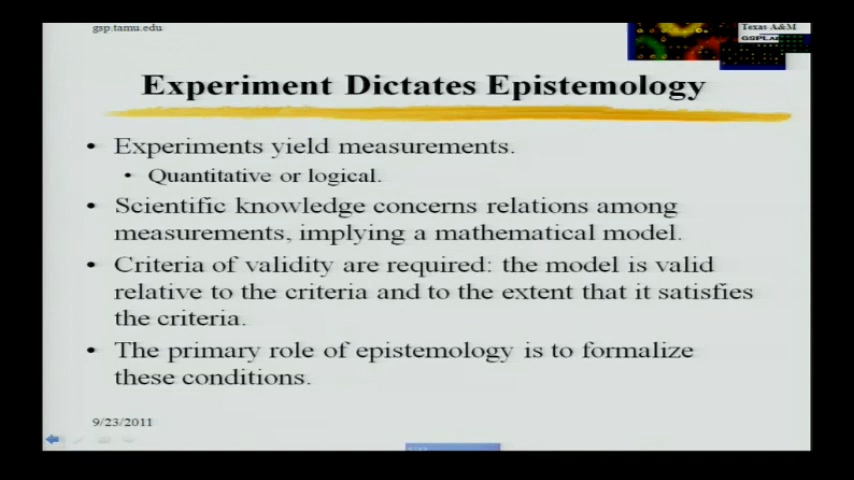 gsp.tamu.edu
Texas A&M
Experiment Dictates Epistemology
• Experiments yield measurements.
• Quantitative or logical.
• Scientific knowledge concerns relations among
measurements, implying a mathematical model.
• Criteria of validity are required: the model is valid
relative to the criteria and to the extent that it satisfies
the criteria.
• The primary role of epistemology is to formalize
these conditions.
9/23/2011